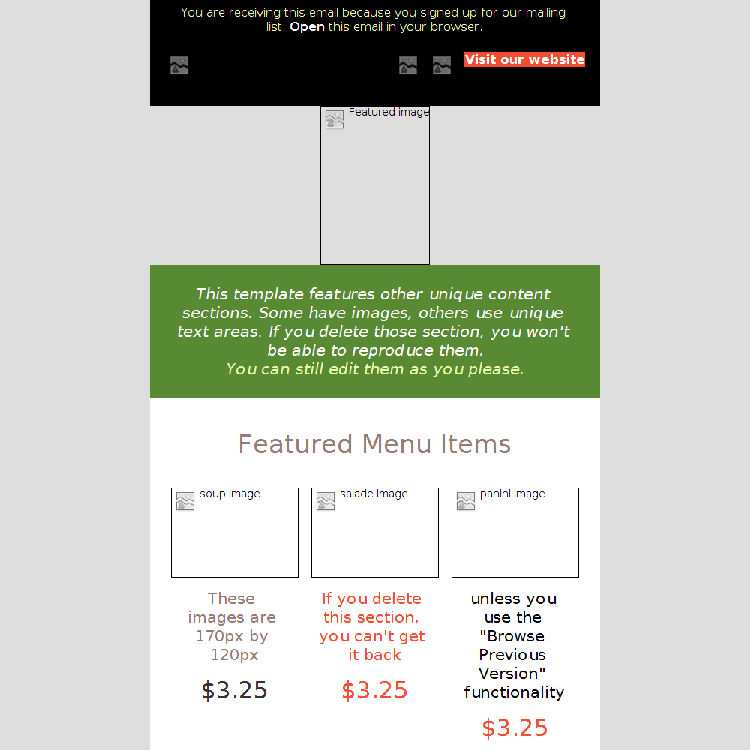 You are receiving this email because you signed up for our mailing
list. Open this email in your browser.
Visit our website
Featured image
This template features other unique content
sections. Some have images, others use unique
text areas. If you delete those section, you won't
be able to reproduce them.
You can still edit them as you please.
Featured Menu Items
soup image
salade image
panini image
These
images are
170px by
120px
$3.25
If you delete
this section,
you can't get
it back
$3.25
unless you
use the
"Browse
Previous
Version"
functionality
$3.25